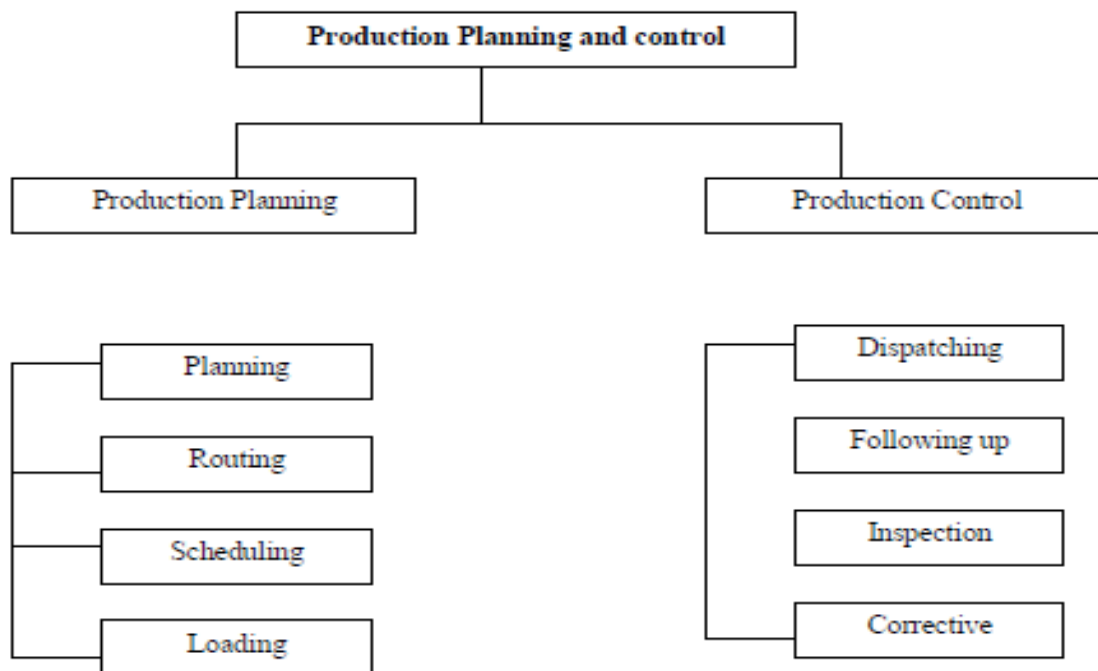 Production Planning and control
Production Planning
Production Control
Planning
Routing
Scheduling
Loading
Dispatching
Following up
Inspection
Corrective